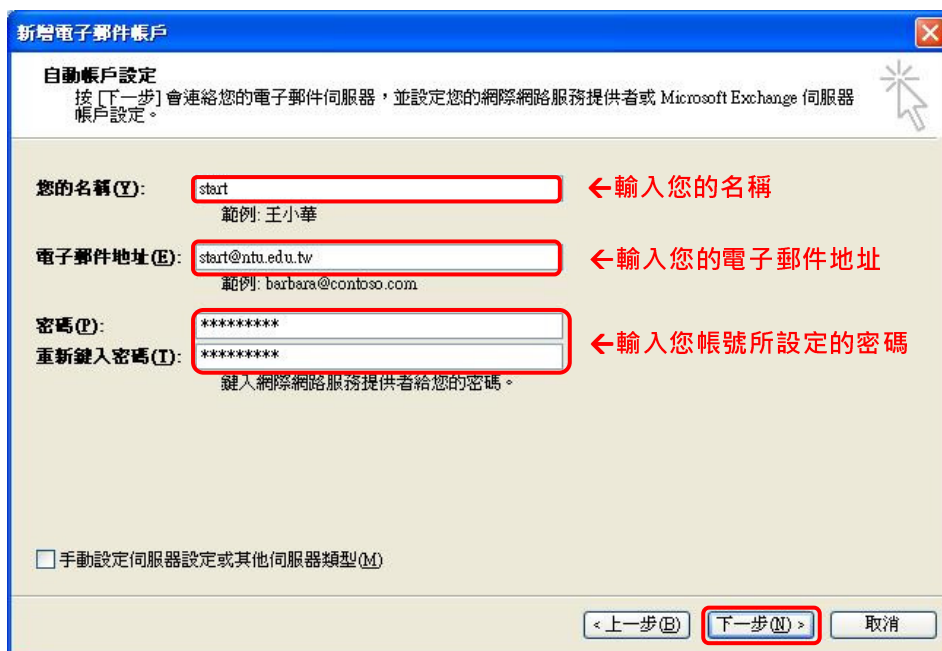 新增電子郵件帳戶
自動帳戶設定
按 [下一步] 會連絡您的電子郵件伺服器，並設定您的網際網路服務提供者或 Microsoft Exchange 伺服器
帳戶設定。
您的名稱(Y): start ←輸入您的名稱
範例: 王小華
電子郵件地址(E): start@ntu.edu.tw ←輸入您的電子郵件地址
範例: barbara@contoso.com
密碼(P): *********
←輸入您帳號所設定的密碼
重新鍵入密碼(T): *********
鍵入網際網路服務提供者給您的密碼。
手動設定伺服器設定或其他伺服器類型(M)
<上一步(B) 下一步(N)> 取消